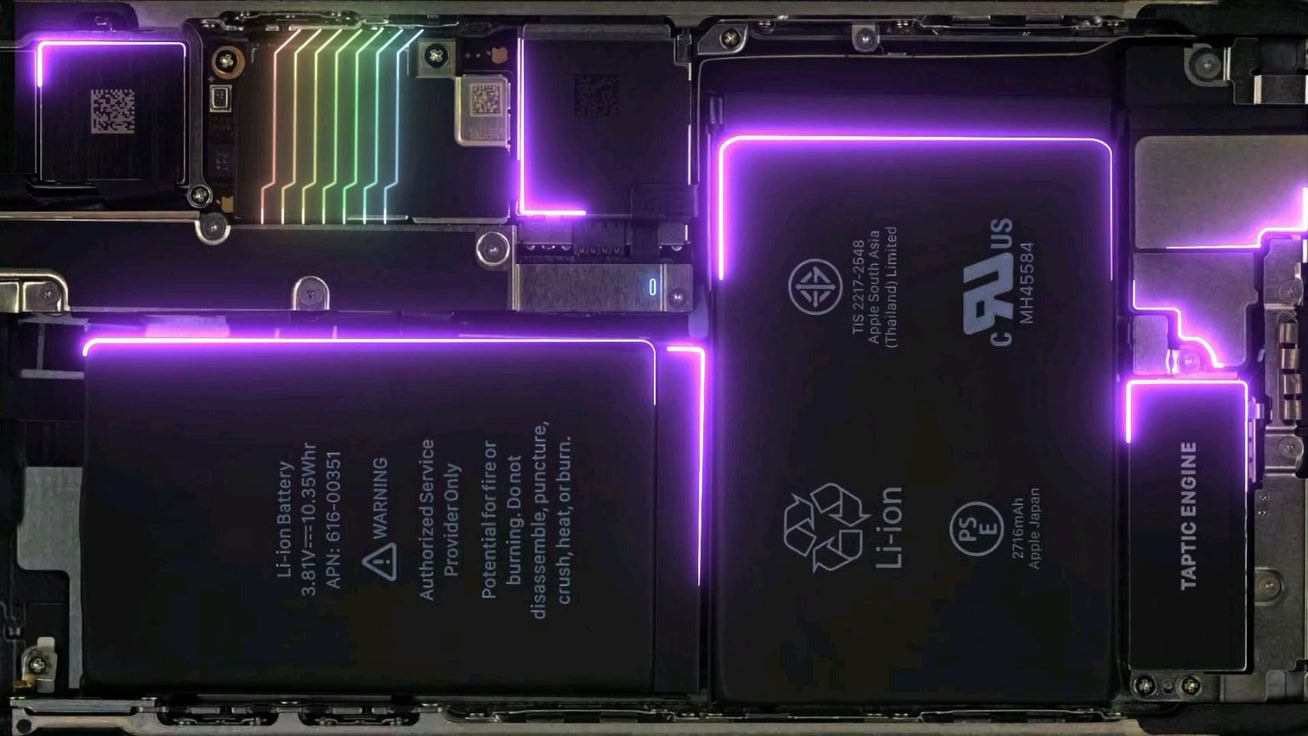 Li-ion Battery
3.81V⎓10.35Whr
APN: 616-00351
WARNING
Authorized Service
Provider Only
Potential for fire or
burning. Do not
disassemble, puncture,
crush, heat, or burn.
TIS 2217-2548
Apple South Asia
(Thailand) Limited
c RU US
MH45584
Li-ion
PS
E
2716mAh
Apple Japan
TAPTIC ENGINE